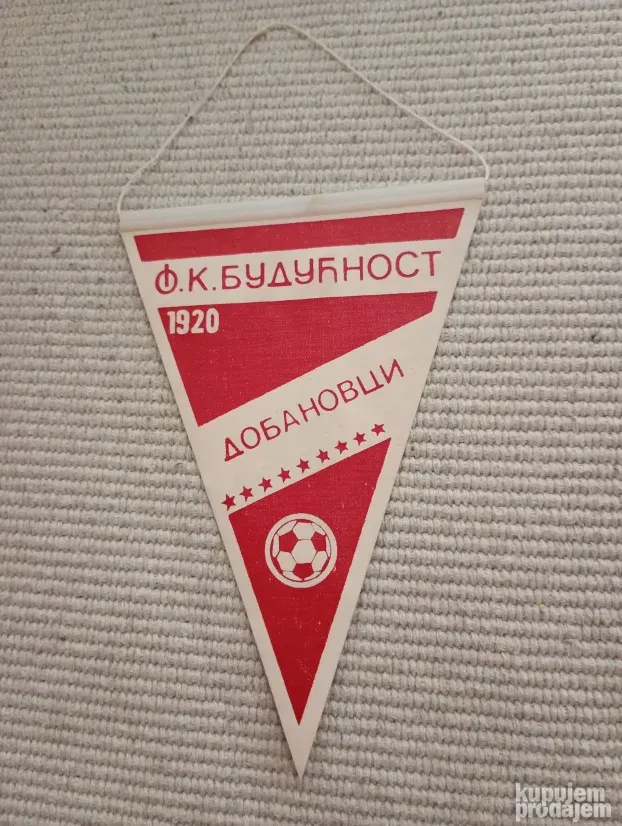 Ф.К.БУДУЋНОСТ
1920
ДОБАНОВЦИ
kupujem
prodajem